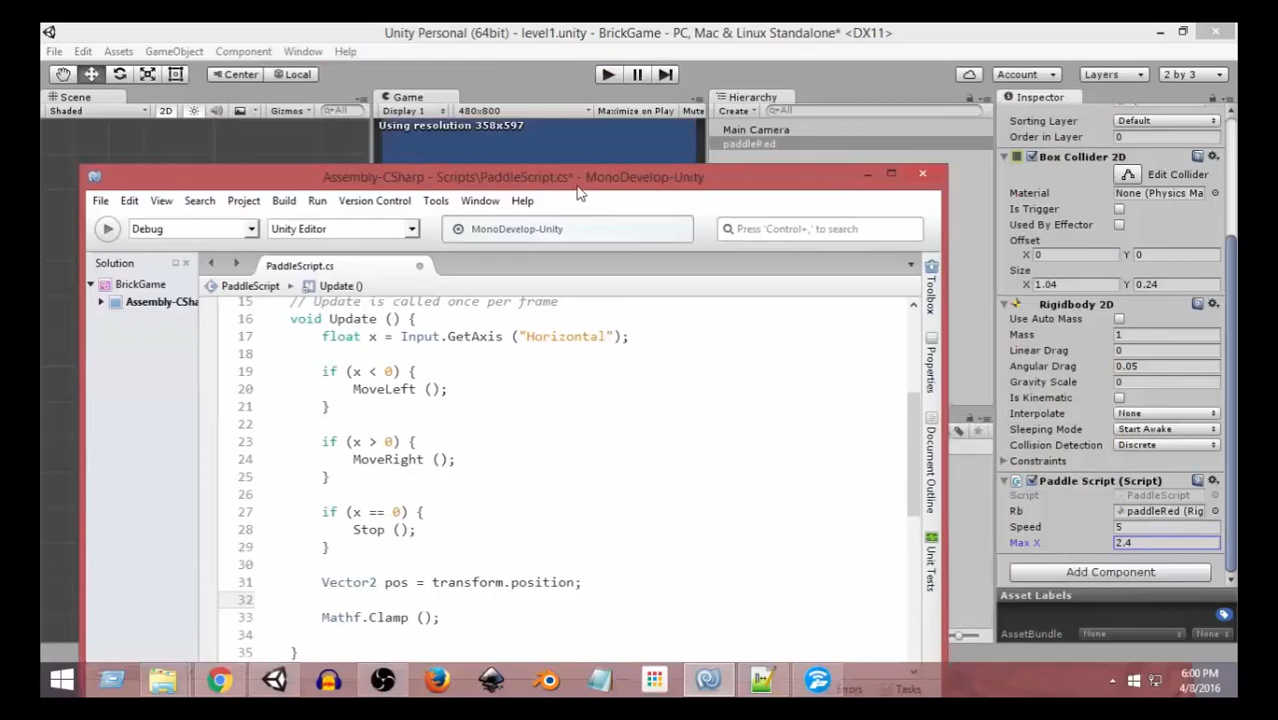 Unity Personal (64bit) - level1.unity - BrickGame - PC, Mac & Linux Standalone* <DX11>
File Edit Assets GameObject Component Window Help
Center Local Account Layers 2 by 3
Scene Game Hierarchy Inspector
Shaded 2D Gizmos All Display 1 480x800 Maximize on Play Mute Create All
Using resolution 358x597
Main Camera
paddleRed
Sorting Layer Default
Order in Layer 0
Box Collider 2D
Edit Collider
Material None (Physics Ma
Is Trigger
Used By Effector
Offset
X 0 Y 0
Size
X 1.04 Y 0.24
Rigidbody 2D
Use Auto Mass
Mass 1
Linear Drag 0
Angular Drag 0.05
Gravity Scale 0
Is Kinematic
Interpolate None
Sleeping Mode Start Awake
Collision Detection Discrete
Constraints
Paddle Script (Script)
Script PaddleScript
Rb paddleRed (Rig
Speed 5
Max X 2.4
Add Component
Asset Labels
AssetBundle None None
Assembly-CSharp - Scripts\PaddleScript.cs* - MonoDevelop-Unity
File Edit View Search Project Build Run Version Control Tools Window Help
Debug Unity Editor MonoDevelop-Unity Press 'Control+,' to search
Solution PaddleScript.cs
BrickGame PaddleScript Update ()
Assembly-CSha
15 // Update is called once per frame
16 void Update () {
17 float x = Input.GetAxis ("Horizontal");
18
19 if (x < 0) {
20 MoveLeft ();
21 }
22
23 if (x > 0) {
24 MoveRight ();
25 }
26
27 if (x == 0) {
28 Stop ();
29 }
30
31 Vector2 pos = transform.position;
32
33 Mathf.Clamp ();
34
35 }
Toolbox
Properties
Document Outline
Unit Tests
Errors Tasks
6:00 PM
4/8/2016